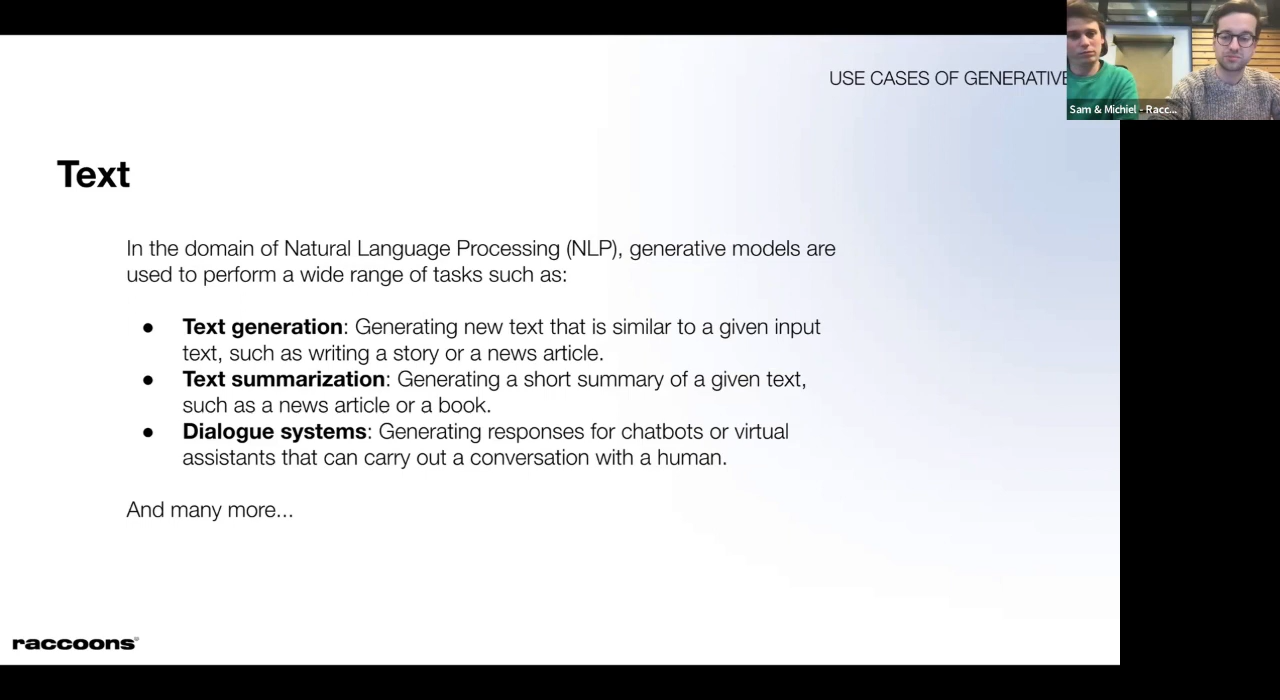 USE CASES OF GENERATIVE
Sam & Michiel - Racc...
Text
In the domain of Natural Language Processing (NLP), generative models are
used to perform a wide range of tasks such as:
● Text generation: Generating new text that is similar to a given input
text, such as writing a story or a news article.
● Text summarization: Generating a short summary of a given text,
such as a news article or a book.
● Dialogue systems: Generating responses for chatbots or virtual
assistants that can carry out a conversation with a human.
And many more...
raccoons®